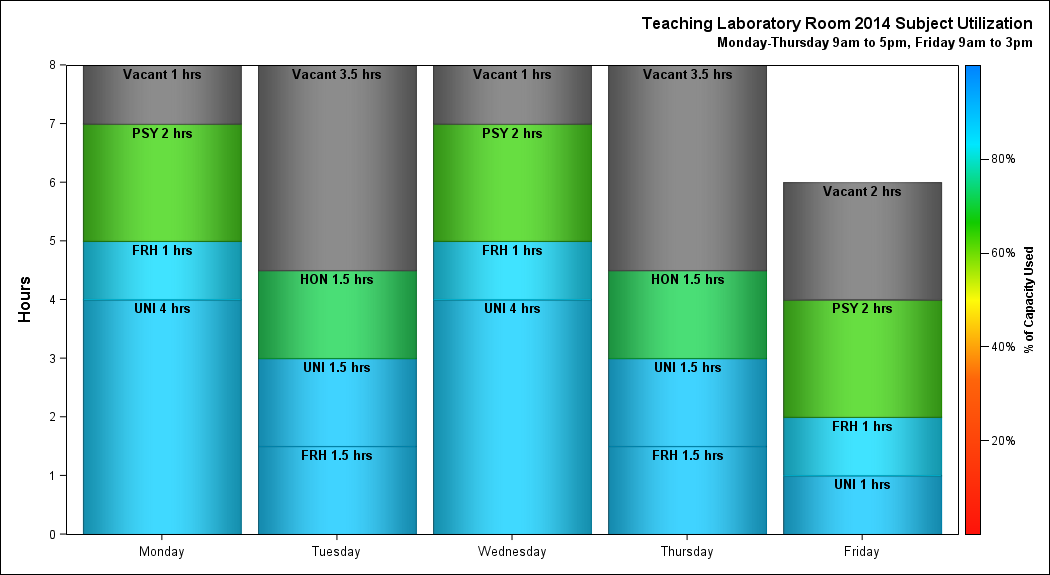 Teaching Laboratory Room 2014 Subject Utilization
Monday-Thursday 9am to 5pm, Friday 9am to 3pm
Hours
8
7
6
5
4
3
2
1
0
Vacant 1 hrs
PSY 2 hrs
FRH 1 hrs
UNI 4 hrs
Vacant 3.5 hrs
HON 1.5 hrs
UNI 1.5 hrs
FRH 1.5 hrs
Vacant 1 hrs
PSY 2 hrs
FRH 1 hrs
UNI 4 hrs
Vacant 3.5 hrs
HON 1.5 hrs
UNI 1.5 hrs
FRH 1.5 hrs
Vacant 2 hrs
PSY 2 hrs
FRH 1 hrs
UNI 1 hrs
Monday Tuesday Wednesday Thursday Friday
80%
60%
40%
20%
% of Capacity Used